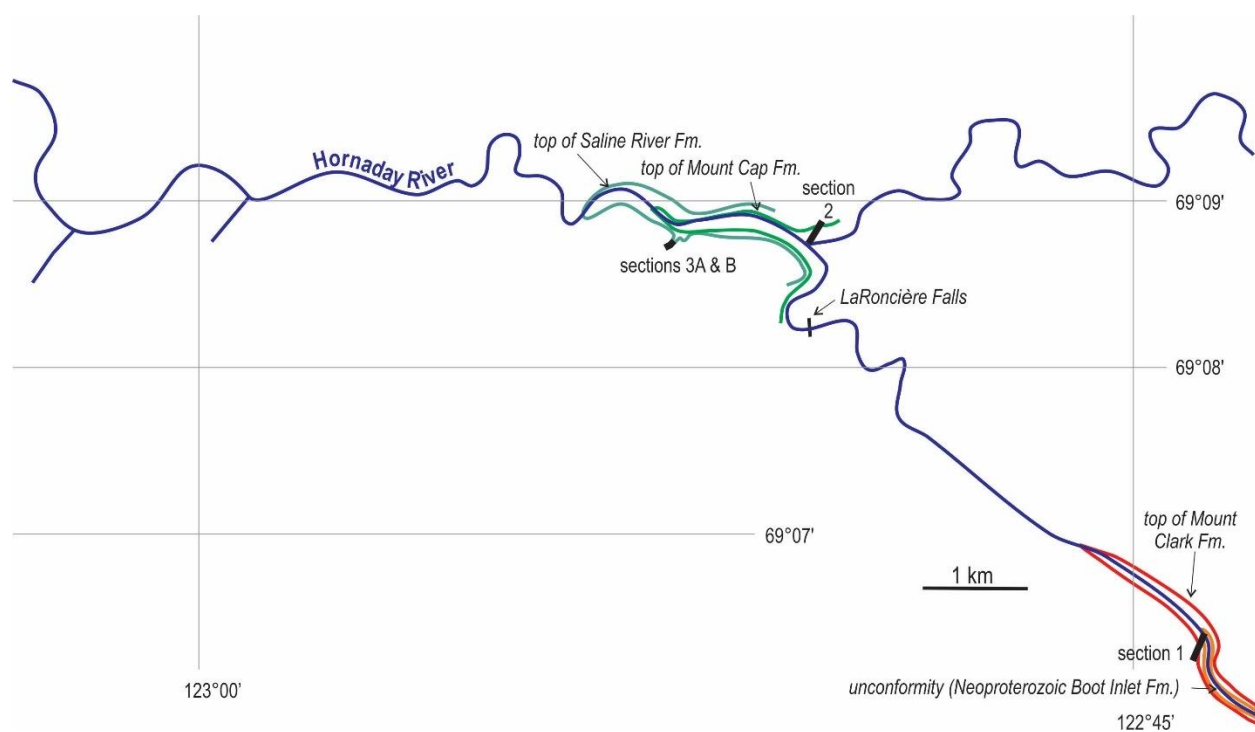 Hornaday River
top of Saline River Fm.
top of Mount Cap Fm.
section
2
69°09'
sections 3A & B
LaRoncière Falls
69°08'
69°07'
top of Mount
Clark Fm.
1 km
section 1
123°00'
unconformity (Neoproterozoic Boot Inlet Fm.)
122°45'